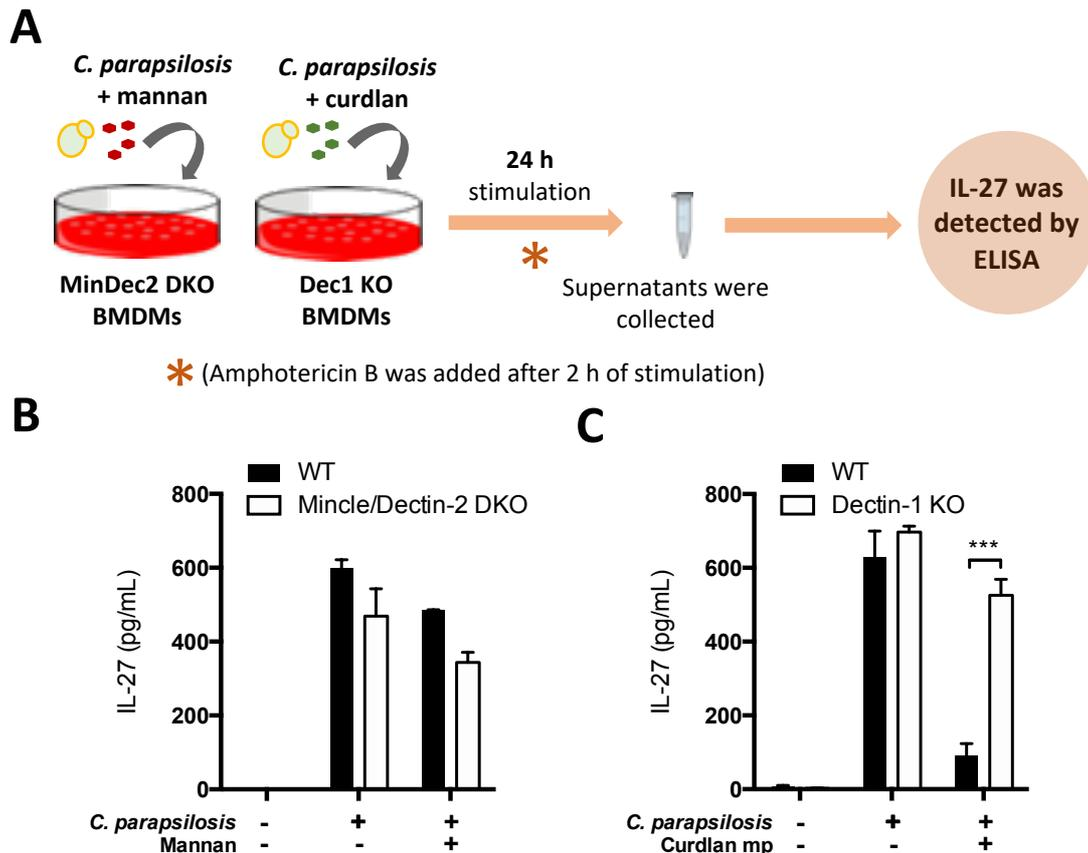 A
C. parapsilosis
+ mannan
C. parapsilosis
+ curdlan
24 h
stimulation
*
MinDec2 DKO
BMDMs
Dec1 KO
BMDMs
Supernatants were
collected
IL-27 was
detected by
ELISA
* (Amphotericin B was added after 2 h of stimulation)
B
WT
Mincle/Dectin-2 DKO
IL-27 (pg/mL)
800
600
400
200
0
C. parapsilosis - + +
Mannan - - +
C
WT
Dectin-1 KO
IL-27 (pg/mL)
800
600
400
200
0
***
C. parapsilosis - + +
Curdlan mp - - +